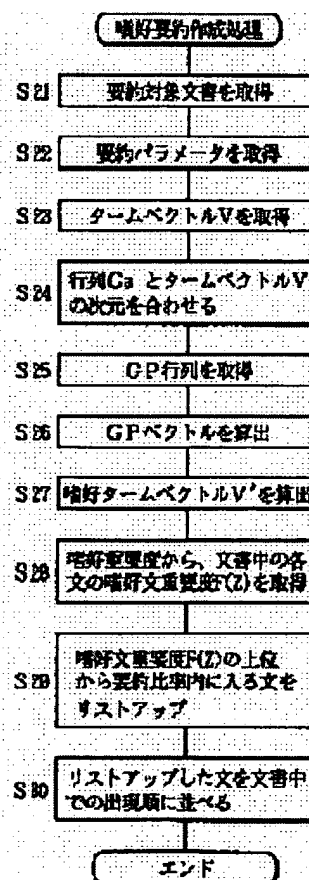 嗜好要約作成処理
S21 要約対象文書を取得
S22 要約パラメータを取得
S23 タームベクトルVを取得
S24 行列Ca とタームベクトルV
の次元を合わせる
S25 GP行列を取得
S26 GPベクトルを算出
S27 嗜好タームベクトルV'を算出
S28 嗜好重要度から、文書中の各
文の嗜好文重要度F(Z)を取得
S29 嗜好文重要度F(Z)の上位
から要約比率内に入る文を
リストアップ
S30 リストアップした文を文書中
での出現順に並べる
エンド